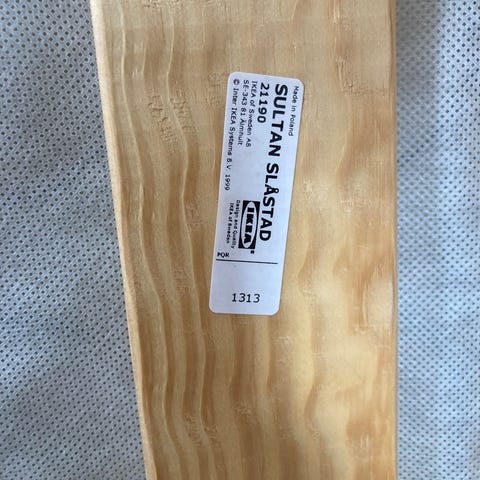 Made in Poland
SULTAN SLÅSTAD
21190
IKEA of Sweden AB
SE-343 81 Älmhult
© Inter IKEA Systems B.V. 1999
IKEA®
Design and Quality
IKEA of Sweden
PQR
1313